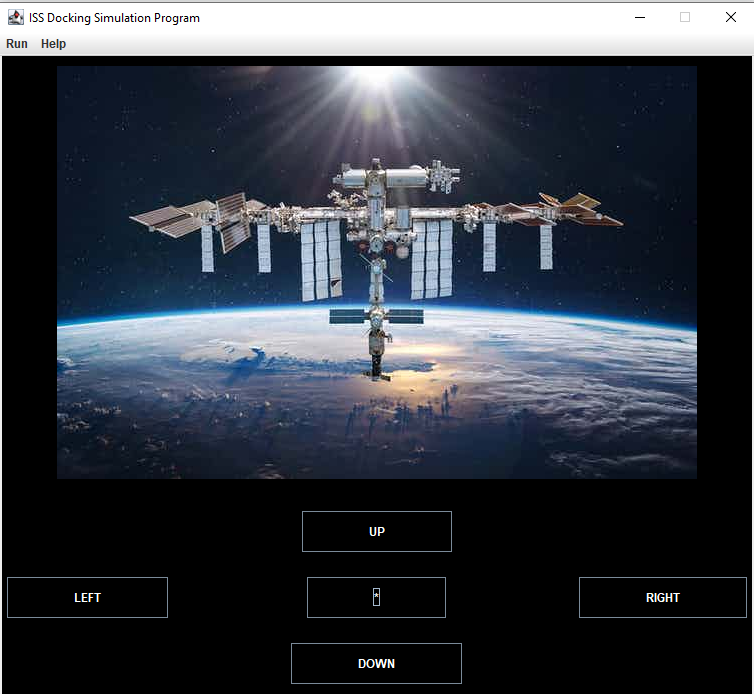 ISS Docking Simulation Program
Run Help
UP
LEFT * RIGHT
DOWN